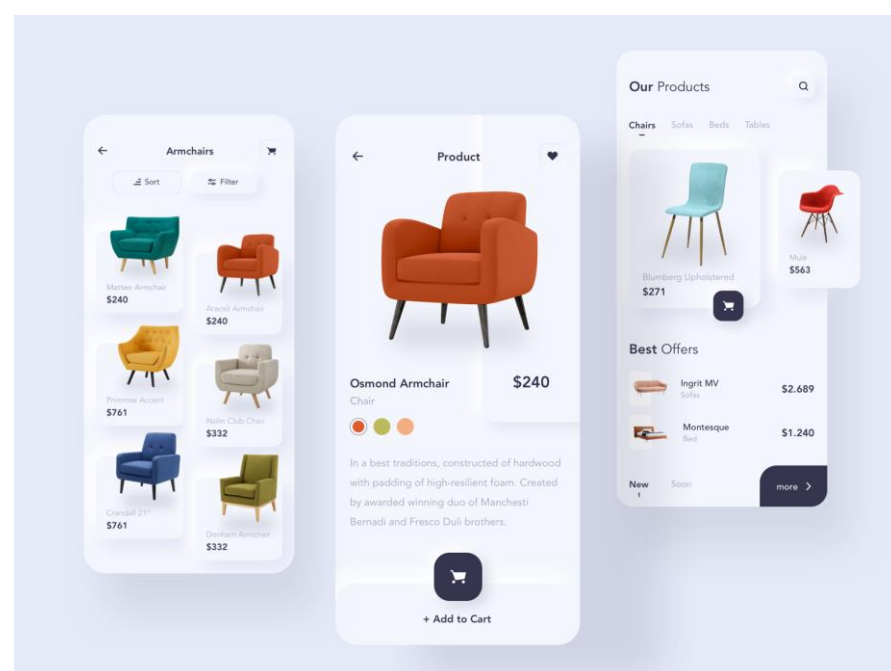 Armchairs
Sort
Filter
Matteo Armchair
$240
Araceli Armchair
$240
Primrose Accent
$761
Nolin Club Chair
$332
Crandall 21"
$761
Donham Armchair
$332
Product
Osmond Armchair
$240
Chair
In a best traditions, constructed of hardwood
with padding of high-resilient foam. Created
by awarded winning duo of Manchesti
Bernadi and Fresco Duli brothers.
+ Add to Cart
Our Products
Chairs Sofas Beds Tables
Blumberg Upholstered
$271
Mule
$563
Best Offers
Ingrit MV
Sofas
$2.689
Montesque
Bed
$1.240
New Soon
more